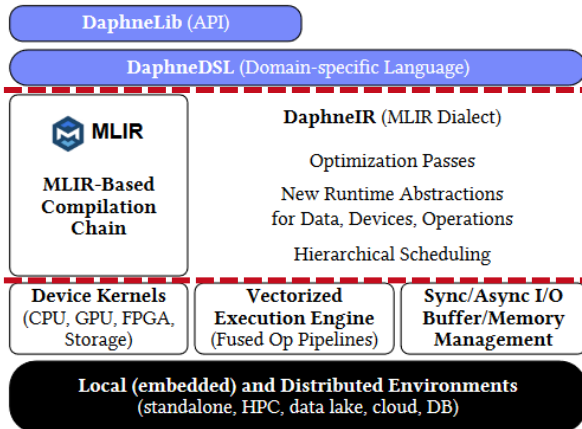 DaphneLib (API)
DaphneDSL (Domain-specific Language)
MLIR
MLIR-Based
Compilation
Chain
DaphneIR (MLIR Dialect)
Optimization Passes
New Runtime Abstractions
for Data, Devices, Operations
Hierarchical Scheduling
Device Kernels
(CPU, GPU, FPGA,
Storage)
Vectorized
Execution Engine
(Fused Op Pipelines)
Sync/Async I/O
Buffer/Memory
Management
Local (embedded) and Distributed Environments
(standalone, HPC, data lake, cloud, DB)